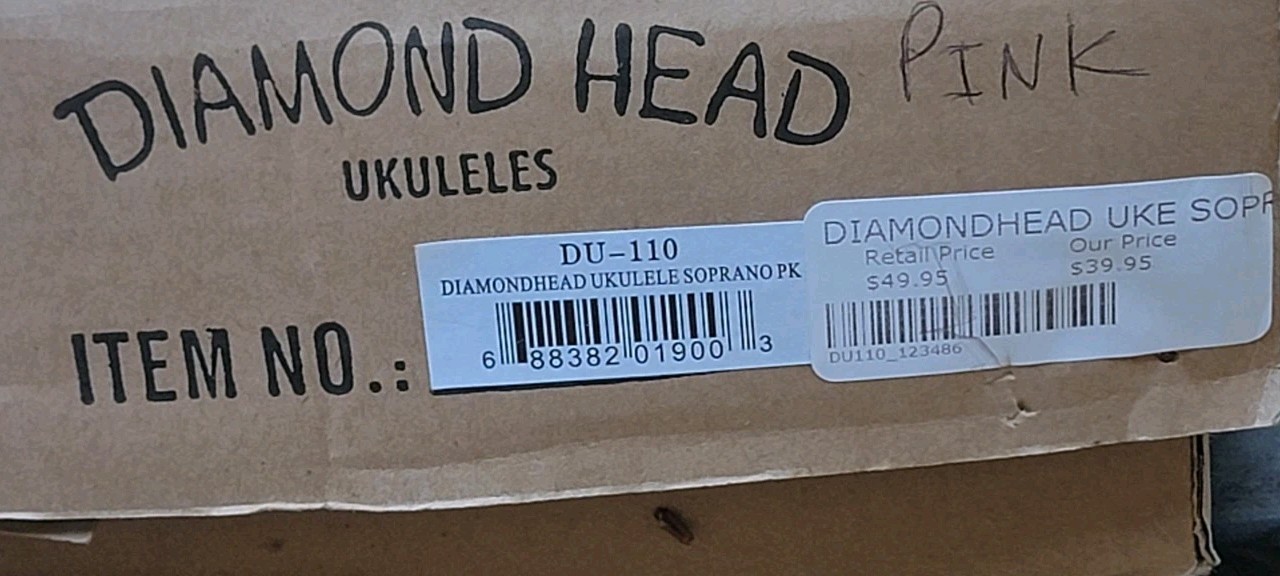 DIAMOND HEAD PINK
UKULELES
ITEM NO.:
DU-110
DIAMONDHEAD UKULELE SOPRANO PK
6 88382 01900 3
DIAMONDHEAD UKE SOPR
Retail Price Our Price
$49.95 $39.95
DU110_123486